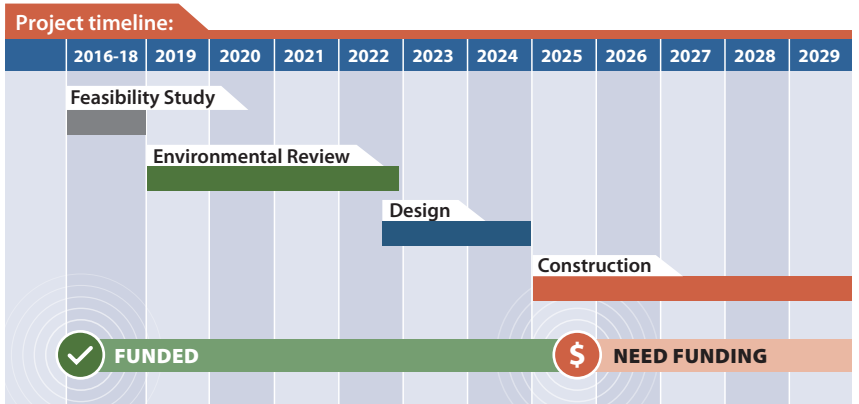 Project timeline:
2016-18 2019 2020 2021 2022 2023 2024 2025 2026 2027 2028 2029
Feasibility Study
Environmental Review
Design
Construction
FUNDED $ NEED FUNDING